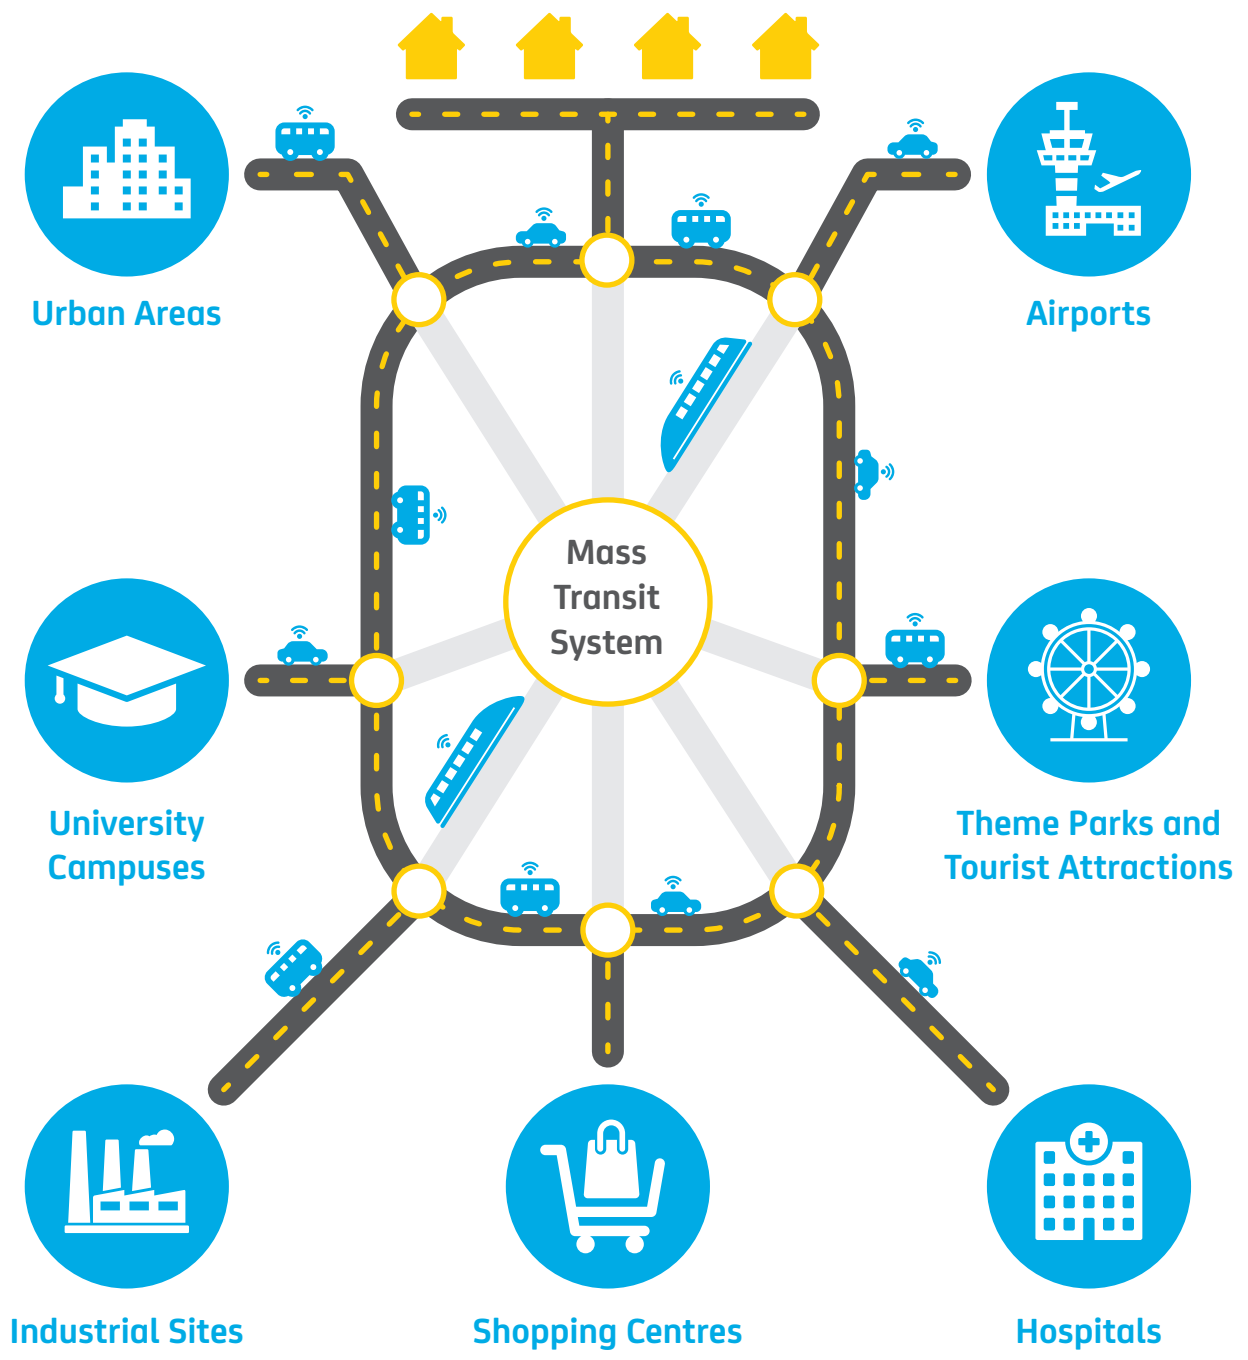 Urban Areas
Airports
Mass
Transit
System
University
Campuses
Theme Parks and
Tourist Attractions
Industrial Sites
Shopping Centres
Hospitals